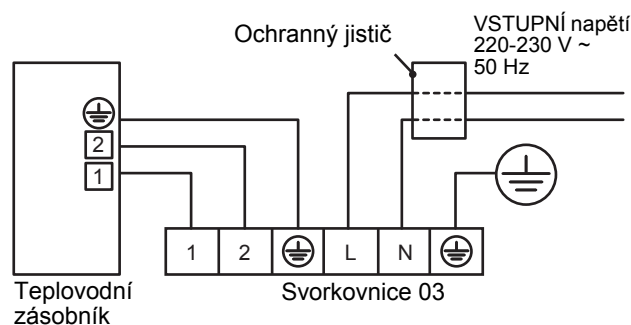 Ochranný jistič
VSTUPNÍ napětí
220-230 V ~
50 Hz
2
1
1
2
L
N
Teplovodní
zásobník
Svorkovnice 03